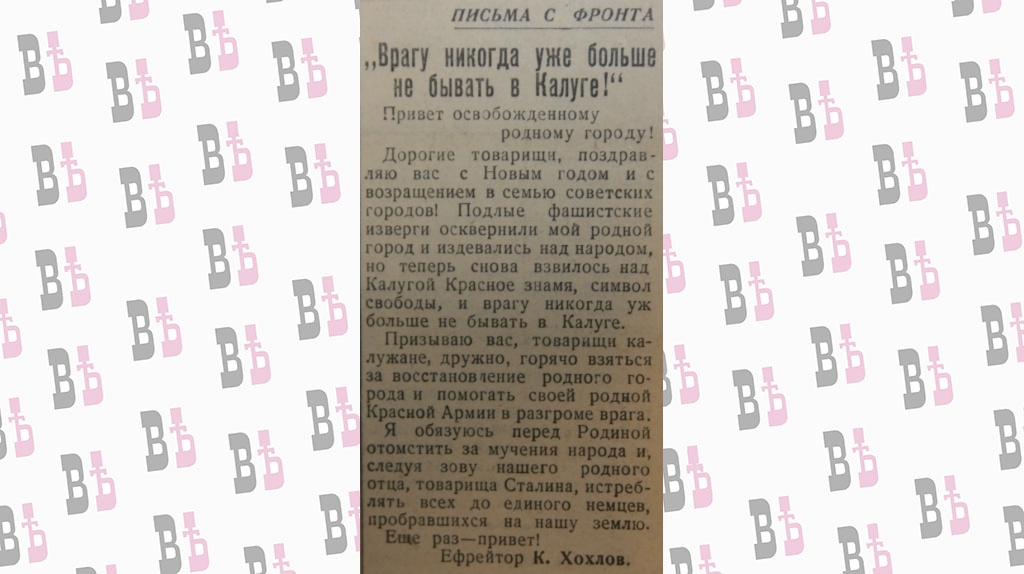 ПИСЬМА С ФРОНТА
„Врагу никогда уже больше
не бывать в Калуге!“
Привет освобожденному
родному городу!
Дорогие товарищи, поздрав-
ляю вас с Новым годом и с
возращением в семью советских
городов! Подлые фашистские
изверги осквернили мой родной
город и издевались над народом,
но теперь снова взвилось над
Калугой Красное знамя, символ
свободы, и врагу никогда уж
больше не бывать в Калуге.
Призываю вас, товарищи ка-
лужане, дружно, горячо взяться
за восстановление родного го-
рода и помогать своей родной
Красной Армии в разгроме врага.
Я обязуюсь перед Родиной
отомстить за мучения народа и,
следуя зову нашего родного
отца, товарища Сталина, истреб-
лять всех до единого немцев,
пробравшихся на нашу землю.
Еще раз—привет!
Ефрейтор К. Хохлов.